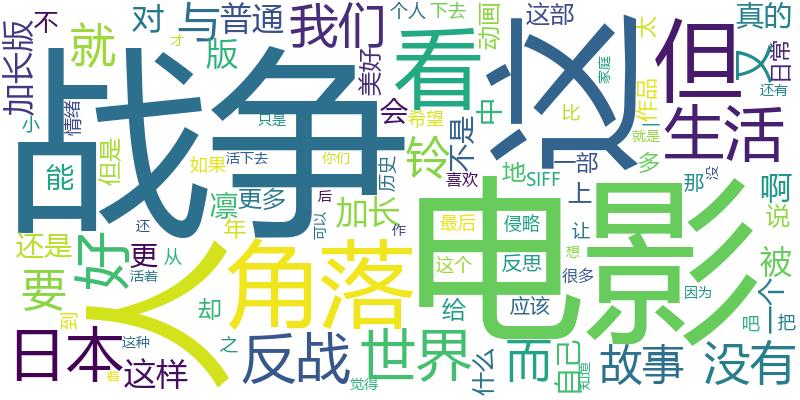 战争
这
电影
人
角落
但
看
我们
生活
世界
日本
反战
好
没有
故事
而
加长版
不
就
对
与
普通
版
个人
下去
动画
这部
太
真的
又
日常
美好
才
家庭
还有
小
情绪
能
但是
只是
会
希望
铃
不是
中
作品
比
一部
多
就是
如果
活下去
你们
历史
喜欢
地
SIFF
上
那
没
啊
凛
更多
年
后
可以
加长
还
作
最后
侵略
让
说
想
还是
要
更
从
活着
却
到
这个
反思
很多
给
应该
被
因为
一个
吧
把
这种
这样
着
之
觉得
什么
自己
知道